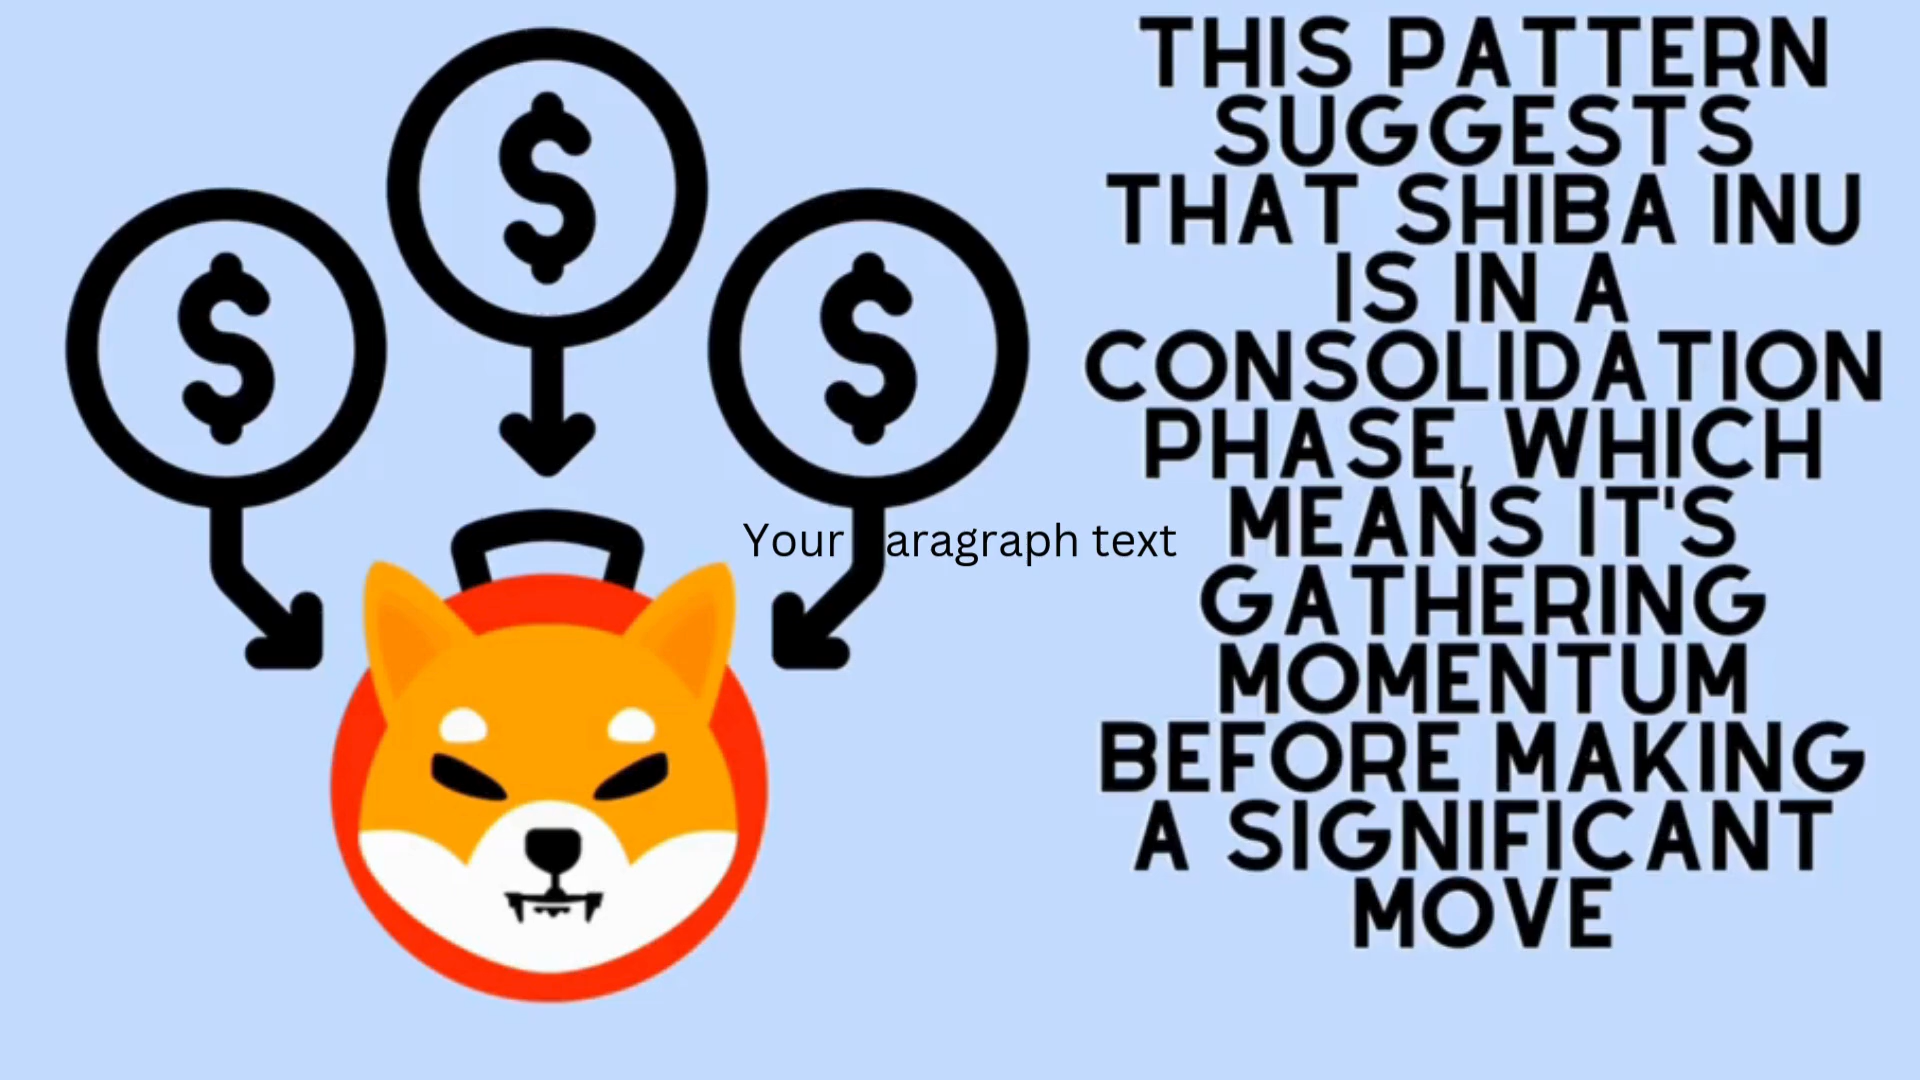 THIS PATTERN
SUGGESTS
THAT SHIBA INU
IS IN A
CONSOLIDATION
PHASE, WHICH
MEANS IT'S
GATHERING
MOMENTUM
BEFORE MAKING
A SIGNIFICANT
MOVE
Your paragraph text
$
$
$